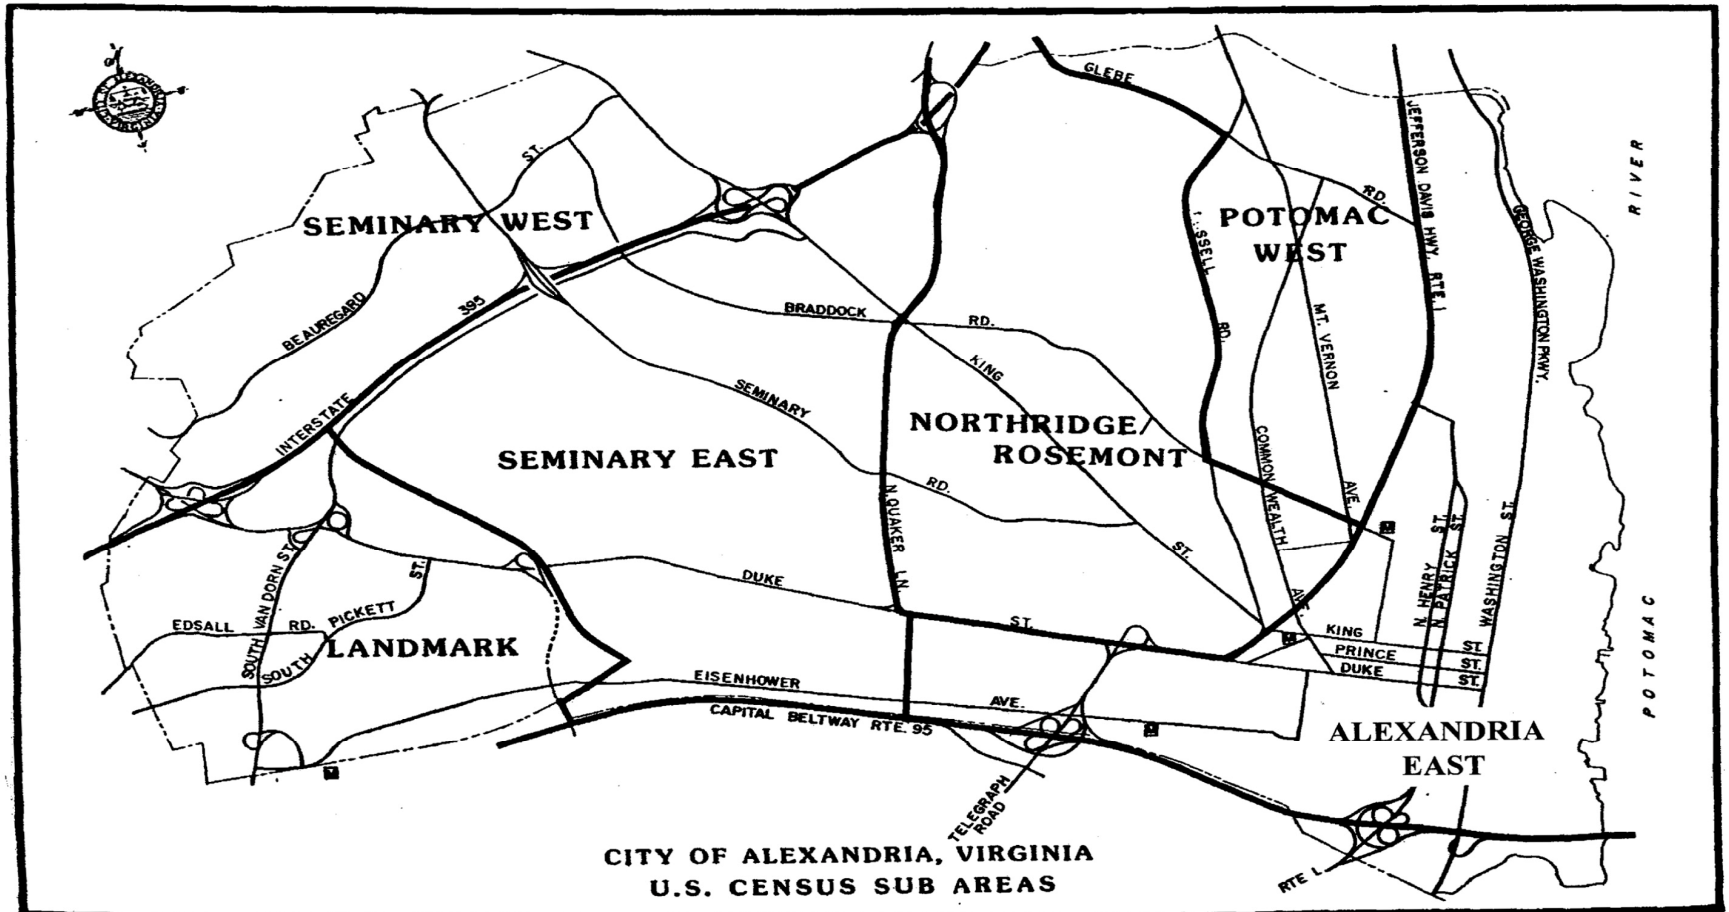 GLEBE
RD.
JEFFERSON DAVIS HWY. RTE. 1
GEORGE WASHINGTON PKWY.
RIVER
POTOMAC
ST.
SEMINARY WEST
POTOMAC
WEST
RD.
MT. VERNON
AVE.
BEAUREGARD
395
INTERSTATE
BRADDOCK
RD.
KING
ST.
SEMINARY
RD.
NORTHRIDGE/
ROSEMONT
SEMINARY EAST
N. QUAKER LN.
COMMON WEALTH
AVE.
N. HENRY ST.
N. PATRICK ST.
WASHINGTON ST.
DUKE
ST.
SOUTH VAN DORN ST.
EDSALL RD.
SOUTH PICKETT ST.
LANDMARK
KING ST.
PRINCE ST.
DUKE ST.
EISENHOWER AVE.
CAPITAL BELTWAY RTE. 95
TELEGRAPH
ROAD
ALEXANDRIA
EAST
RTE 1.
CITY OF ALEXANDRIA, VIRGINIA
U.S. CENSUS SUB AREAS